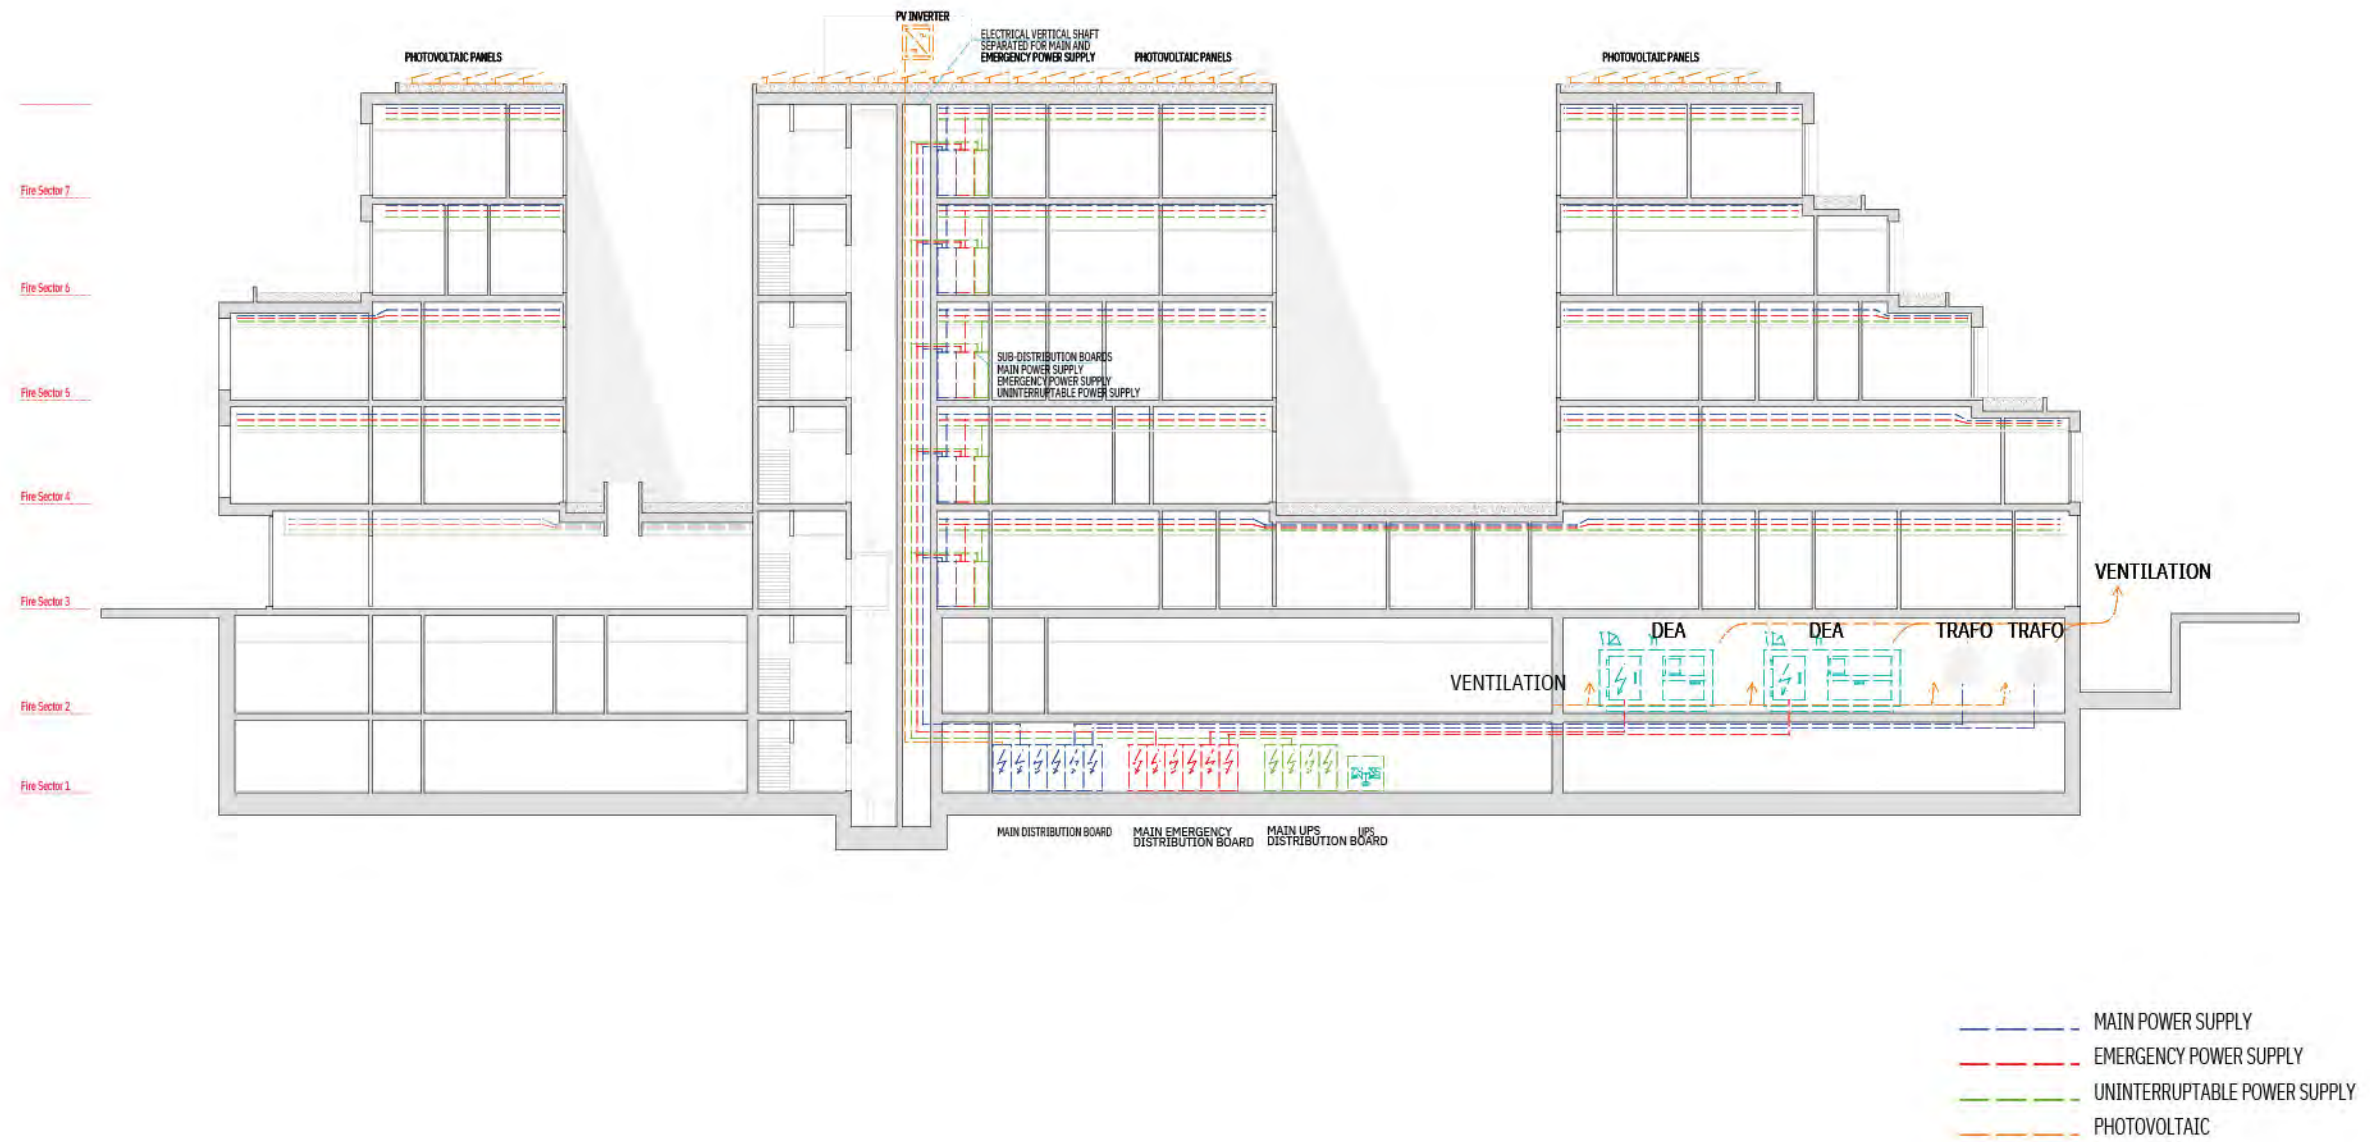 PV INVERTER
ELECTRICAL VERTICAL SHAFT
SEPARATED FOR MAIN AND
EMERGENCY POWER SUPPLY
PHOTOVOLTAIC PANELS
PHOTOVOLTAIC PANELS
PHOTOVOLTAIC PANELS
Fire Sector 7
Fire Sector 6
SUB-DISTRIBUTION BOARDS
MAIN POWER SUPPLY
EMERGENCY POWER SUPPLY
UNINTERRUPTABLE POWER SUPPLY
Fire Sector 5
Fire Sector 4
Fire Sector 3
VENTILATION
DEA
DEA
TRAFO
TRAFO
VENTILATION
Fire Sector 2
Fire Sector 1
MAIN DISTRIBUTION BOARD
MAIN EMERGENCY
DISTRIBUTION BOARD
MAIN UPS
DISTRIBUTION BOARD
UPS
MAIN POWER SUPPLY
EMERGENCY POWER SUPPLY
UNINTERRUPTABLE POWER SUPPLY
PHOTOVOLTAIC